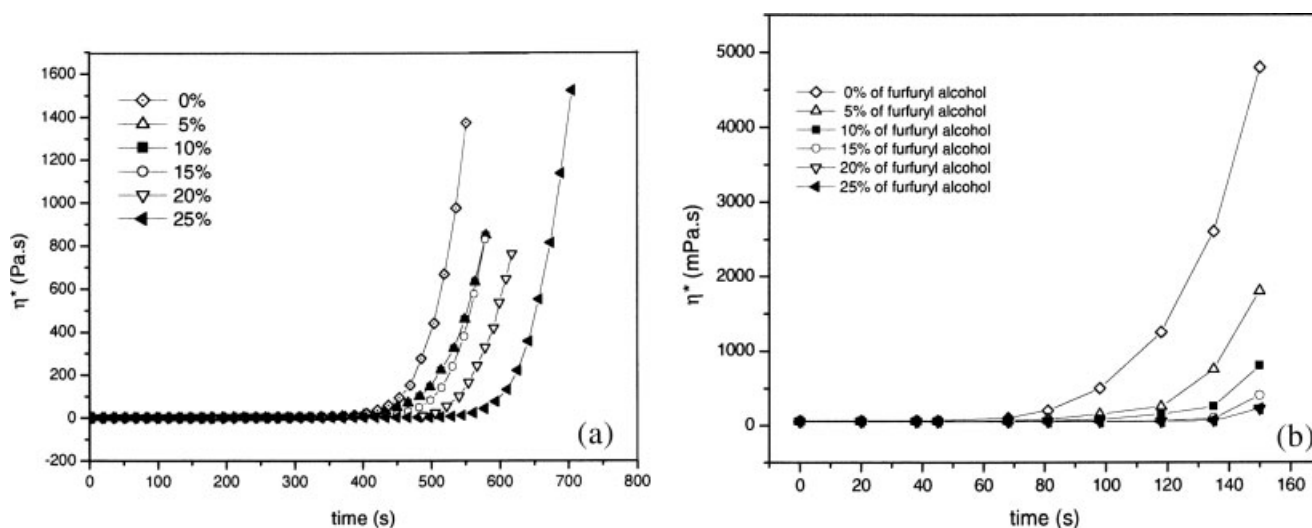 η* (Pa.s)
1600
1400
1200
1000
800
600
400
200
0
-200
0%
5%
10%
15%
20%
25%
(a)
0 100 200 300 400 500 600 700 800
time (s)
η* (mPa.s)
5000
4000
3000
2000
1000
0
0% of furfuryl alcohol
5% of furfuryl alcohol
10% of furfuryl alcohol
15% of furfuryl alcohol
20% of furfuryl alcohol
25% of furfuryl alcohol
(b)
0 20 40 60 80 100 120 140 160
time (s)